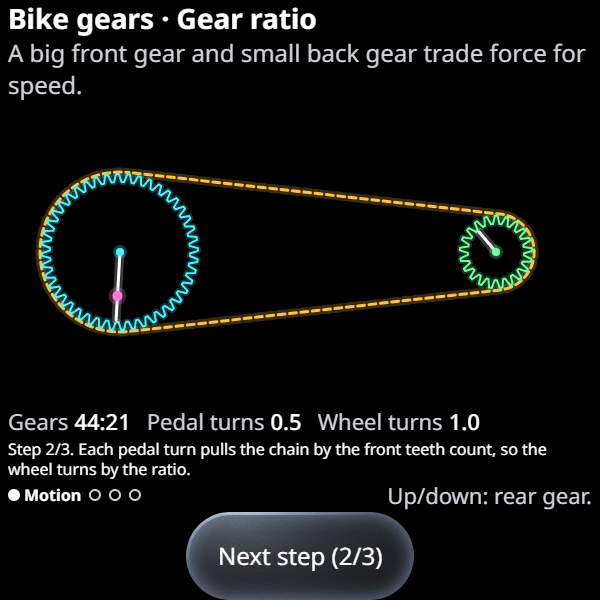 Bike gears · Gear ratio
A big front gear and small back gear trade force for
speed.
Gears 44:21 Pedal turns 0.5 Wheel turns 1.0
Step 2/3. Each pedal turn pulls the chain by the front teeth count, so the
wheel turns by the ratio.
Motion
Up/down: rear gear.
Next step (2/3)